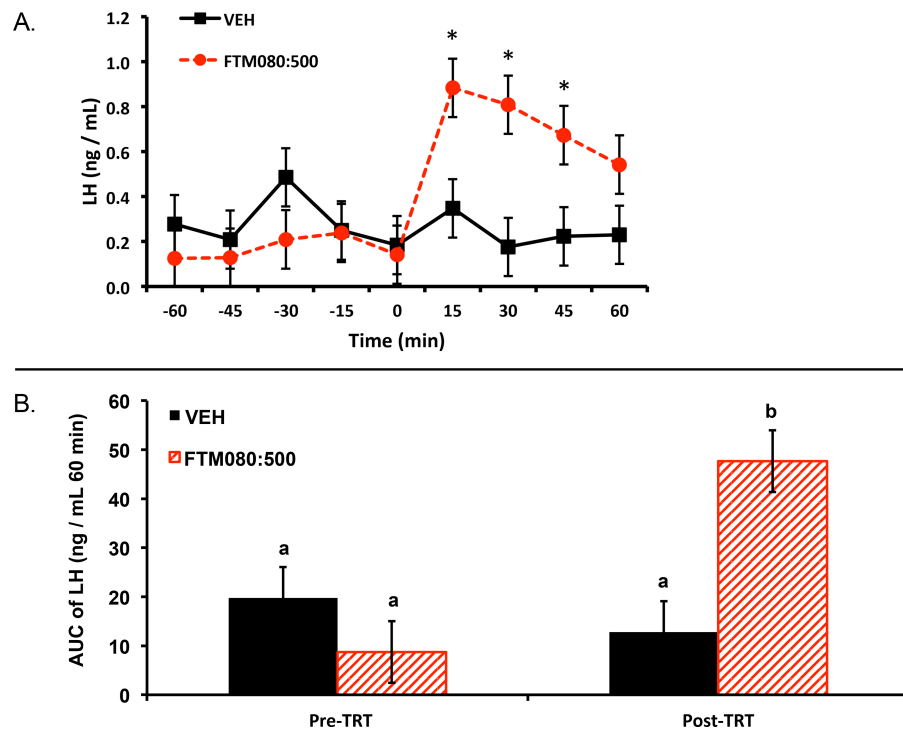 A.
VEH
FTM080:500
LH (ng / mL)
1.2
1.0
0.8
0.6
0.4
0.2
0.0
* * *
-60 -45 -30 -15 0 15 30 45 60
Time (min)
B.
VEH
FTM080:500
AUC of LH (ng / mL 60 min)
60
50
40
30
20
10
0
a a a b
Pre-TRT Post-TRT